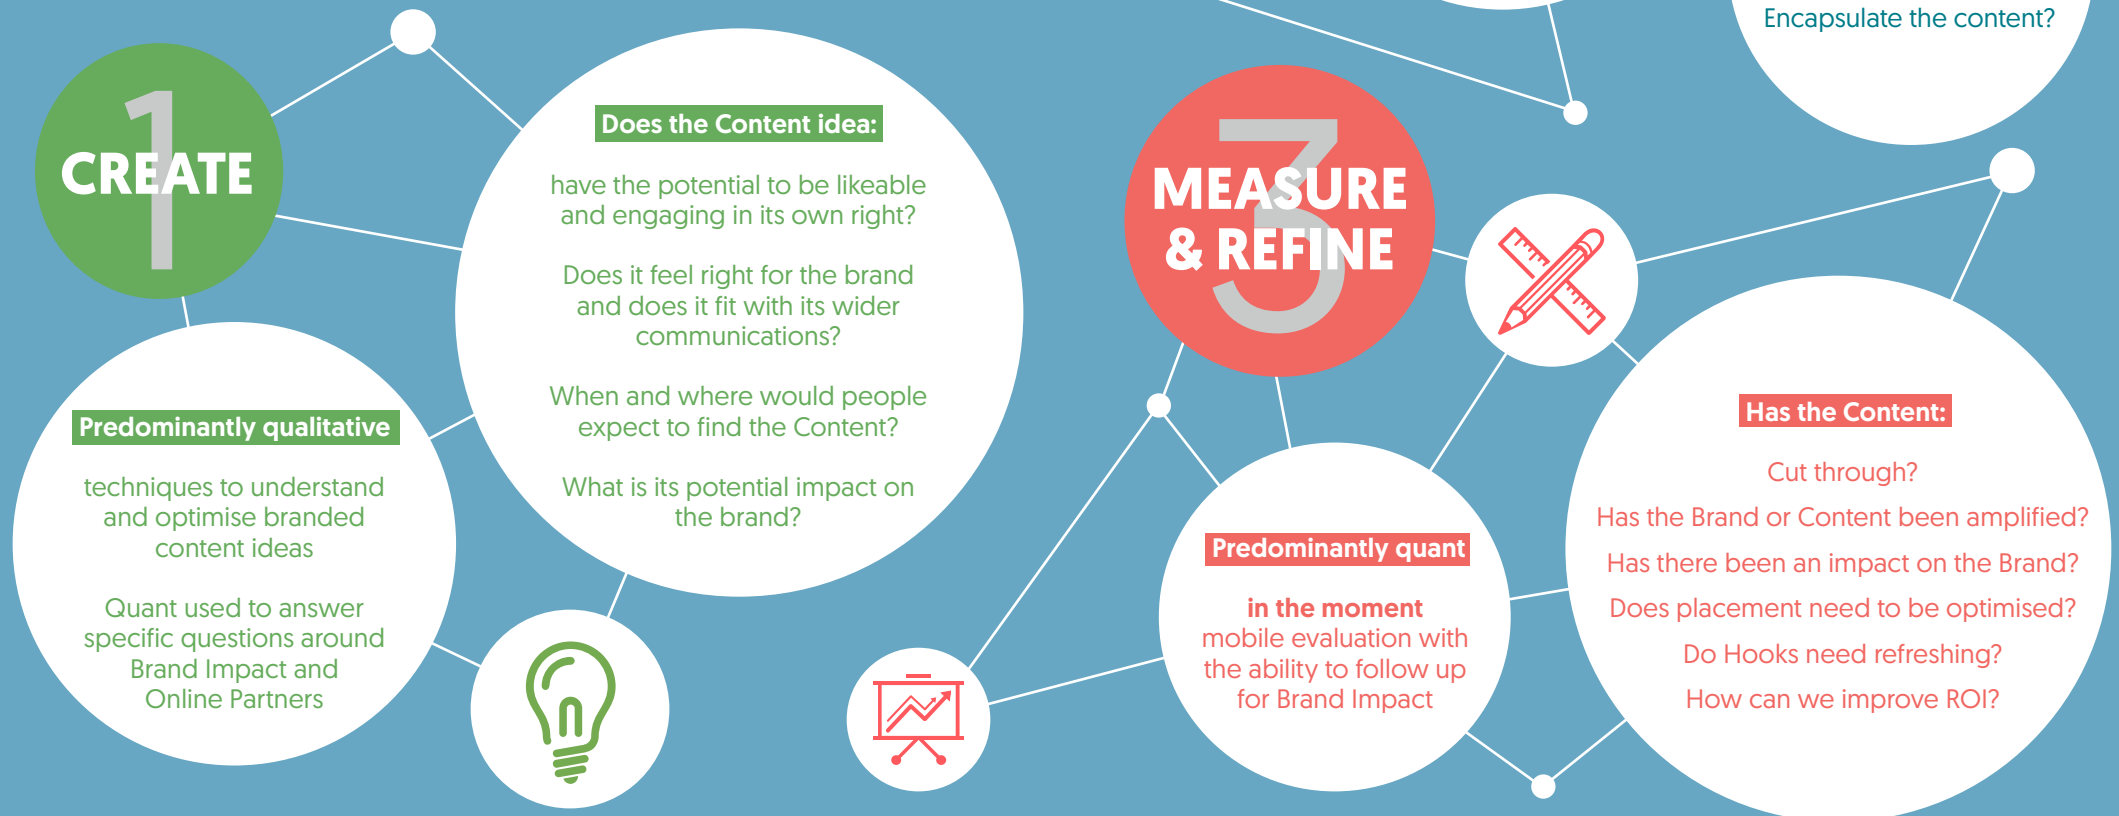 1
CREATE
Predominantly qualitative
techniques to understand
and optimise branded
content ideas
Quant used to answer
specific questions around
Brand Impact and
Online Partners
Does the Content idea:
have the potential to be likeable
and engaging in its own right?
Does it feel right for the brand
and does it fit with its wider
communications?
When and where would people
expect to find the Content?
What is its potential impact on
the brand?
Encapsulate the content?
3
MEASURE
& REFINE
Predominantly quant
in the moment
mobile evaluation with
the ability to follow up
for Brand Impact
Has the Content:
Cut through?
Has the Brand or Content been amplified?
Has there been an impact on the Brand?
Does placement need to be optimised?
Do Hooks need refreshing?
How can we improve ROI?